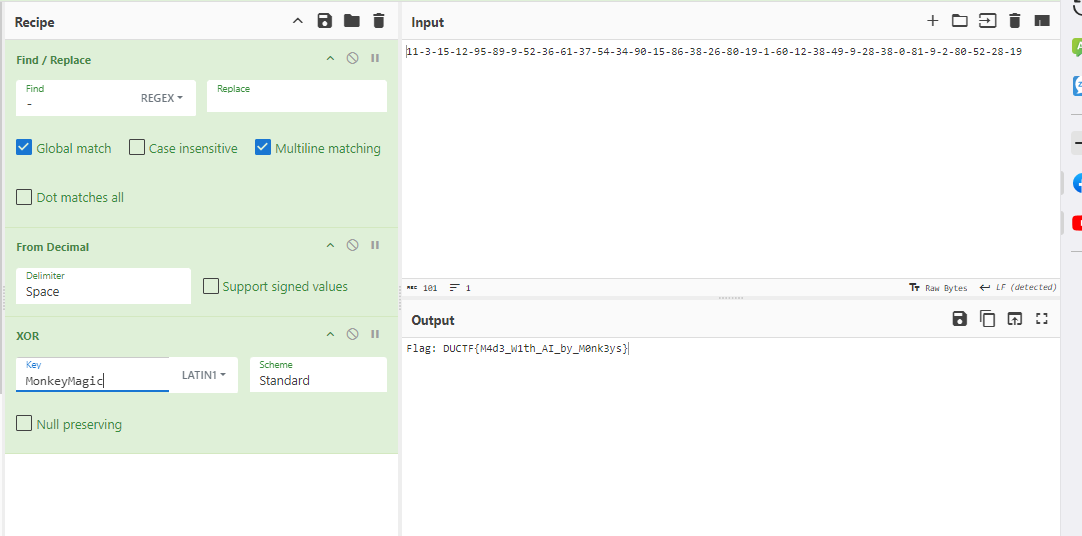 Recipe
Find / Replace
Find
-
REGEX
Replace
Global match
Case insensitive
Multiline matching
Dot matches all
From Decimal
Delimiter
Space
Support signed values
XOR
Key
MonkeyMagic
LATIN1
Scheme
Standard
Null preserving
Input
11-3-15-12-95-89-9-52-36-61-37-54-34-90-15-86-38-26-80-19-1-60-12-38-49-9-28-38-0-81-9-2-80-52-28-19
REC 101
1
Tт Raw Bytes
LF (detected)
Output
Flag: DUCTF{M4d3_W1th_AI_by_M0nk3ys}